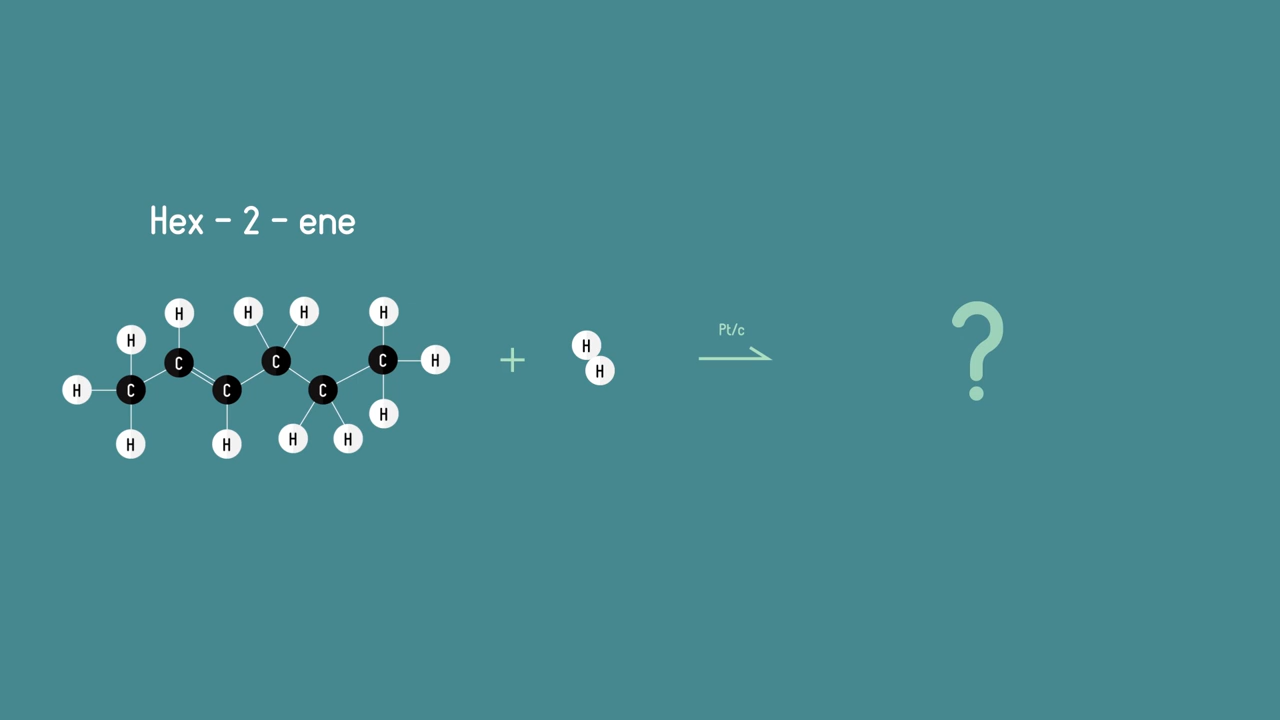 Hex - 2 - ene
H H H H
H
H C C C C H
H C C C
H H H H H
+
H
H
Pt/c
?